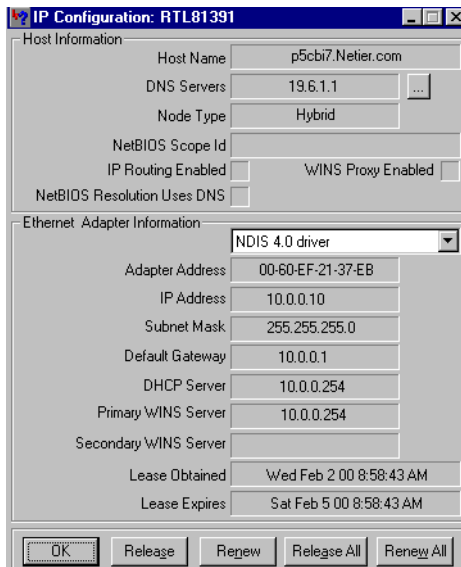 IP Configuration: RTL81391
Host Information
Host Name p5cbi7.Netier.com
DNS Servers 19.6.1.1 ...
Node Type Hybrid
NetBIOS Scope Id
IP Routing Enabled WINS Proxy Enabled
NetBIOS Resolution Uses DNS
Ethernet Adapter Information
NDIS 4.0 driver
Adapter Address 00-60-EF-21-37-EB
IP Address 10.0.0.10
Subnet Mask 255.255.255.0
Default Gateway 10.0.0.1
DHCP Server 10.0.0.254
Primary WINS Server 10.0.0.254
Secondary WINS Server
Lease Obtained Wed Feb 2 00 8:58:43 AM
Lease Expires Sat Feb 5 00 8:58:43 AM
OK Release Renew Release All Renew All